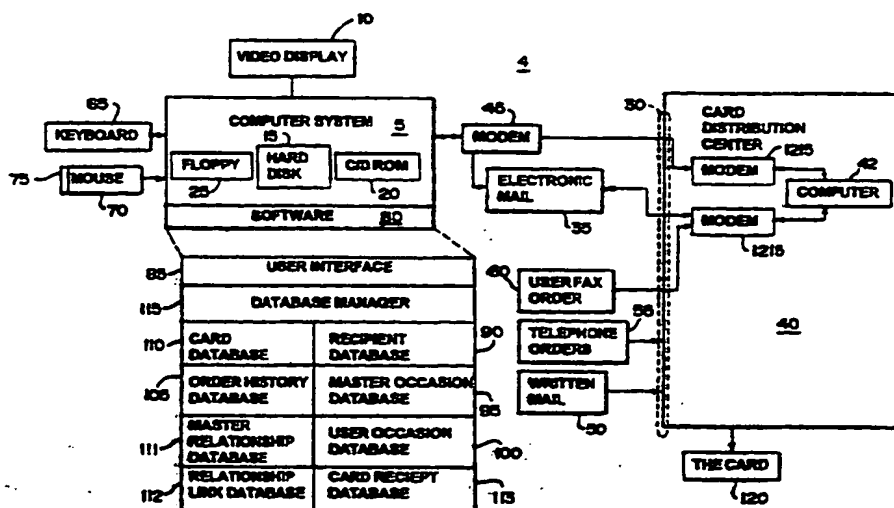 10
VIDEO DISPLAY
4
65
KEYBOARD
COMPUTER SYSTEM 5
15
HARD
DISK
FLOPPY
25
C/D ROM
20
75
MOUSE
70
SOFTWARE 80
45
MODEM
ELECTRONIC
MAIL
35
30
CARD
DISTRIBUTION
CENTER
1215
MODEM
42
COMPUTER
MODEM
1215
85
USER INTERFACE
115
DATABASE MANAGER
110
CARD
DATABASE
RECIPIENT
DATABASE
90
105
ORDER HISTORY
DATABASE
MASTER OCCASION
DATABASE
95
111
MASTER
RELATIONSHIP
DATABASE
USER OCCASION
DATABASE
100
112
RELATIONSHIP
LINK DATABASE
CARD RECIEPT
DATABASE
113
60
USER FAX
ORDER
55
TELEPHONE
ORDERS
WRITTEN
MAIL
50
40
THE CARD
120